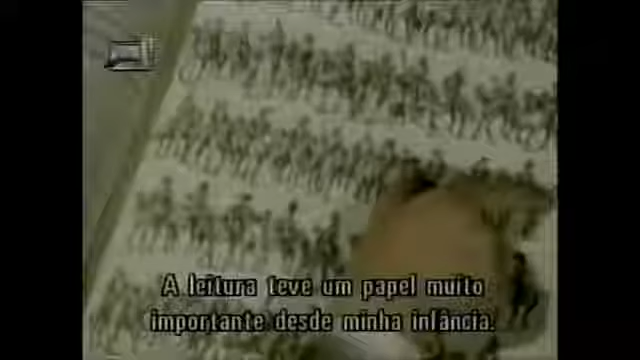 A leitura teve um papel muito
importante desde minha infância.